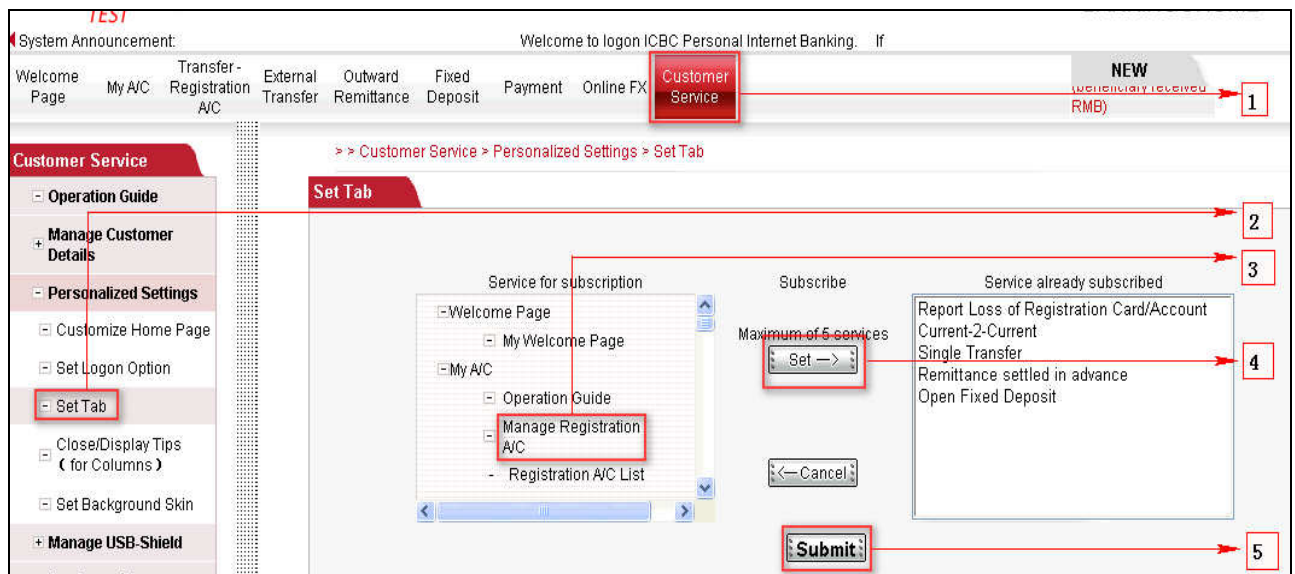 TEST
System Announcement: Welcome to logon ICBC Personal Internet Banking. If
Welcome Page
My A/C
Transfer - Registration A/C
External Transfer
Outward Remittance
Fixed Deposit
Payment
Online FX
Customer Service
NEW
(beneficiary received
RMB)
1
Customer Service
> > Customer Service > Personalized Settings > Set Tab
Operation Guide
Set Tab
2
Manage Customer
Details
3
Personalized Settings
Service for subscription
Subscribe
Service already subscribed
Customize Home Page
Welcome Page
My Welcome Page
Maximum of 5 services
Report Loss of Registration Card/Account
Current-2-Current
Single Transfer
Remittance settled in advance
Open Fixed Deposit
Set Logon Option
My A/C
Set —>
4
Set Tab
Operation Guide
Manage Registration
A/C
Close/Display Tips
( for Columns )
Registration A/C List
<— Cancel
Set Background Skin
Manage USB-Shield
Submit
5